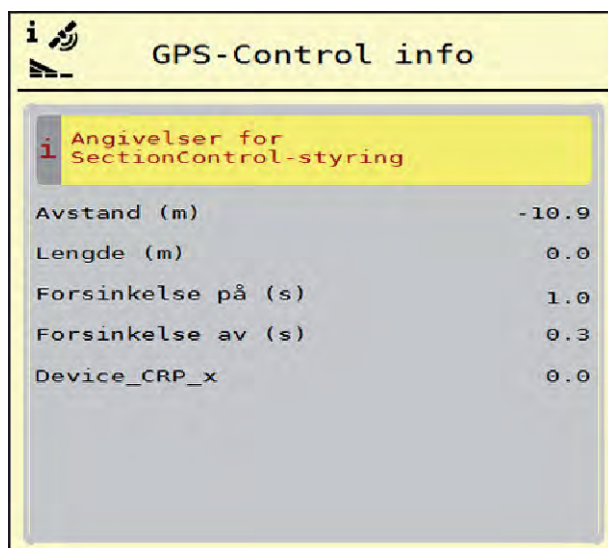 i
GPS-Control info
i Angivelser for
SectionControl-styring
Avstand (m) -10.9
Lengde (m) 0.0
Forsinkelse på (s) 1.0
Forsinkelse av (s) 0.3
Device_CRP_x 0.0